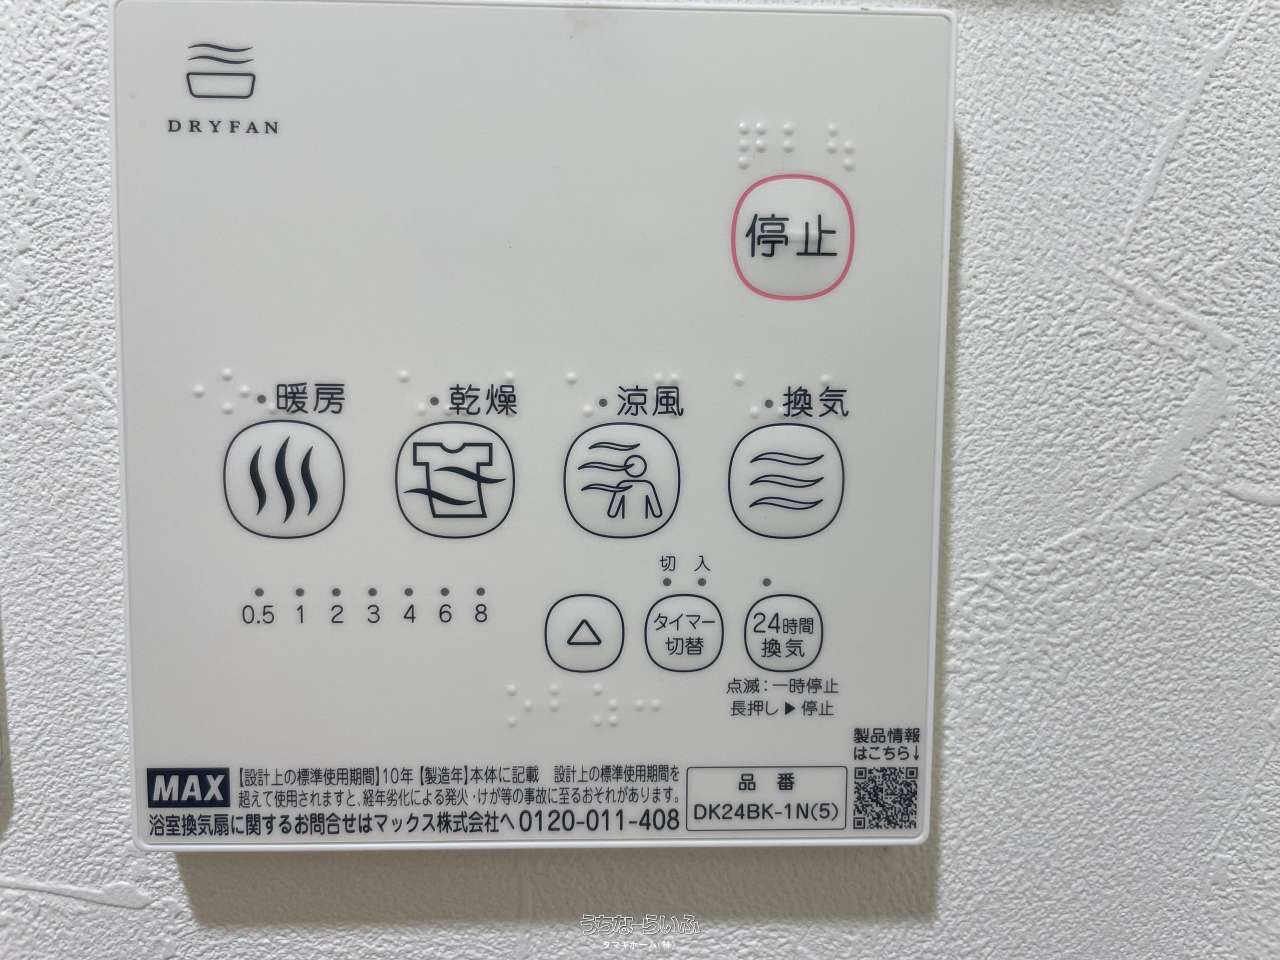 DRYFAN
停止
暖房
乾燥
涼風
換気
切 入
0.5 1 2 3 4 6 8
タイマー
切替
24時間
換気
点滅:一時停止
長押し▶停止
製品情報
はこちら↓
MAX
【設計上の標準使用期間】10年【製造年】本体に記載 設計上の標準使用期間を
超えて使用されますと、経年劣化による発火・けが等の事故に至るおそれがあります。
浴室換気扇に関するお問合せはマックス株式会社へ 0120-011-408
品番
DK24BK-1N(5)
うちなーらいふ
タマキホーム(株)